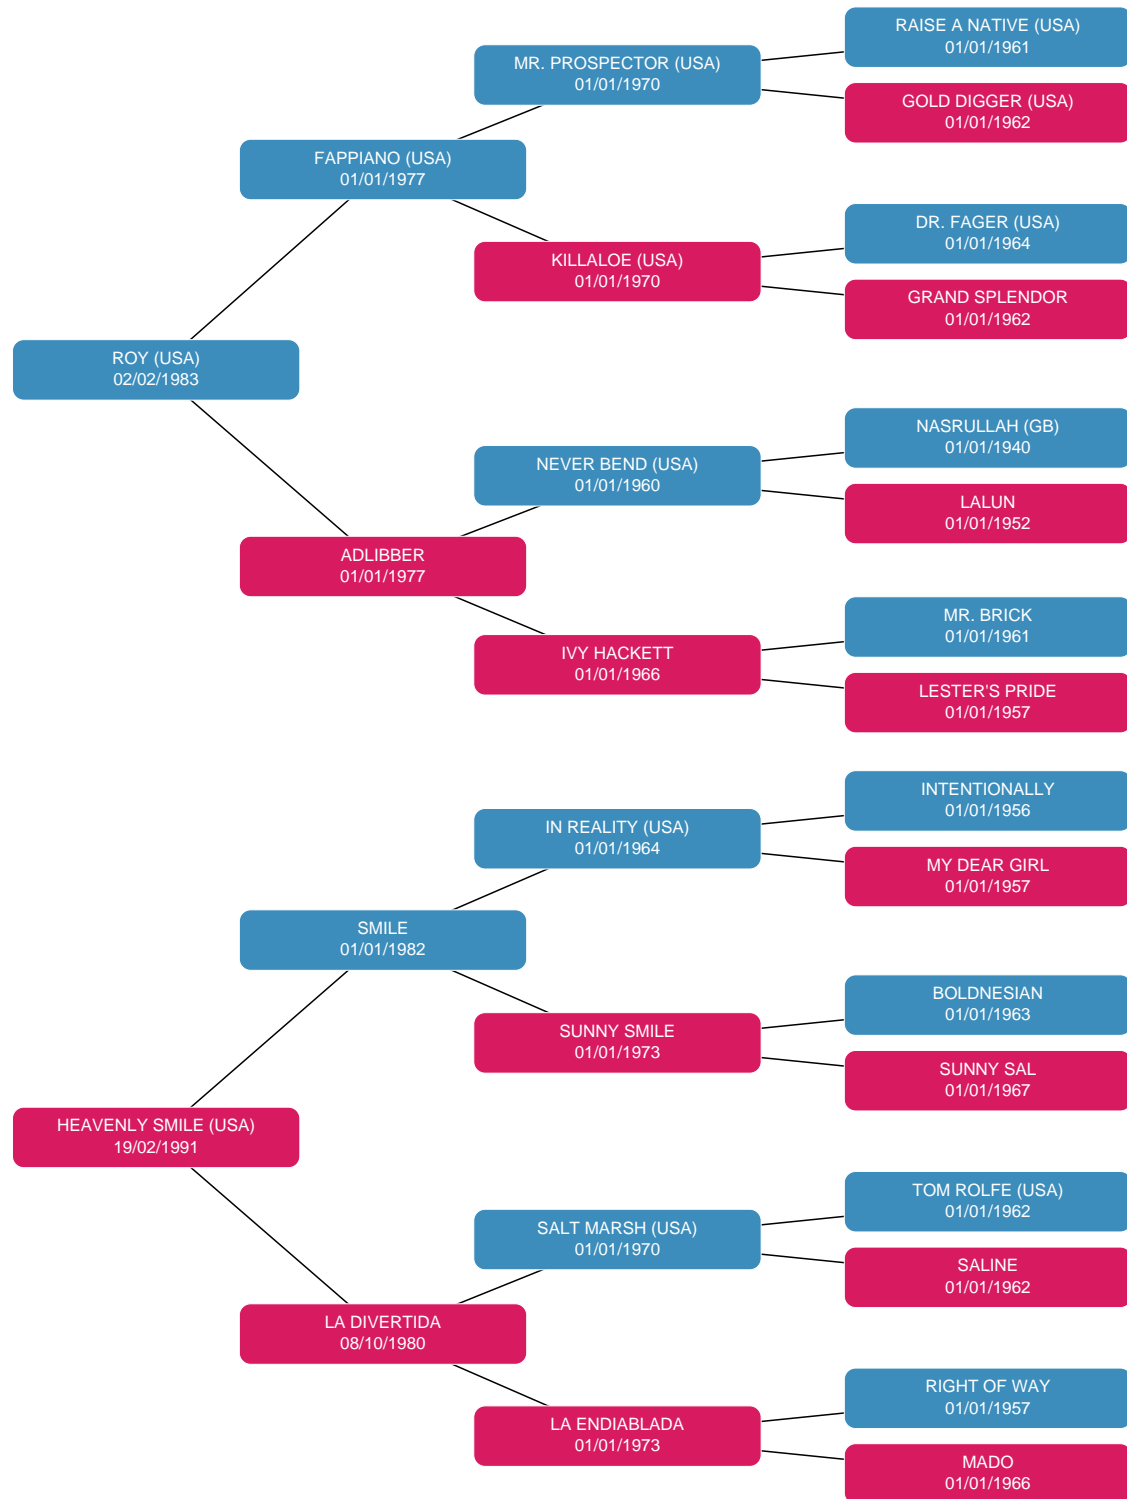 RAISE A NATIVE (USA)
01/01/1961
MR. PROSPECTOR (USA)
01/01/1970
GOLD DIGGER (USA)
01/01/1962
FAPPIANO (USA)
01/01/1977
DR. FAGER (USA)
01/01/1964
KILLALOE (USA)
01/01/1970
GRAND SPLENDOR
01/01/1962
ROY (USA)
02/02/1983
NASRULLAH (GB)
01/01/1940
NEVER BEND (USA)
01/01/1960
LALUN
01/01/1952
ADLIBBER
01/01/1977
MR. BRICK
01/01/1961
IVY HACKETT
01/01/1966
LESTER'S PRIDE
01/01/1957
INTENTIONALLY
01/01/1956
IN REALITY (USA)
01/01/1964
MY DEAR GIRL
01/01/1957
SMILE
01/01/1982
BOLDNESIAN
01/01/1963
SUNNY SMILE
01/01/1973
SUNNY SAL
01/01/1967
HEAVENLY SMILE (USA)
19/02/1991
TOM ROLFE (USA)
01/01/1962
SALT MARSH (USA)
01/01/1970
SALINE
01/01/1962
LA DIVERTIDA
08/10/1980
RIGHT OF WAY
01/01/1957
LA ENDIABLADA
01/01/1973
MADO
01/01/1966